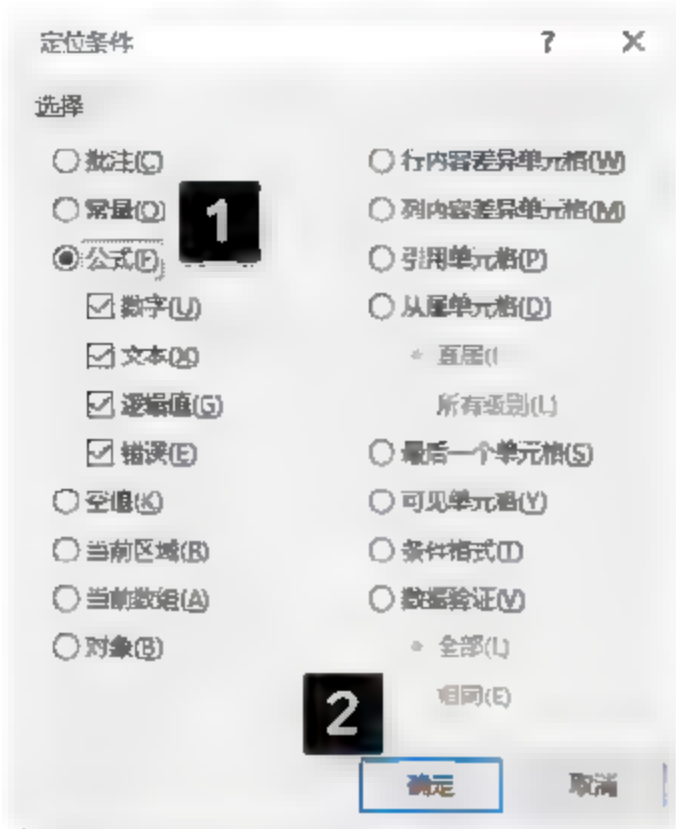 定位条件 ? ×
选择
批注(C)
常量(O)
1
公式(F)
数字(U)
文本(X)
逻辑值(G)
错误(E)
空值(K)
当前区域(R)
当前数组(A)
对象(B)
行内容差异单元格(W)
列内容差异单元格(M)
引用单元格(P)
从属单元格(D)
直属(I
所有级别(L)
最后一个单元格(S)
可见单元格(Y)
条件格式(T)
数据验证(V)
全部(L)
相同(E)
2
确定 取消